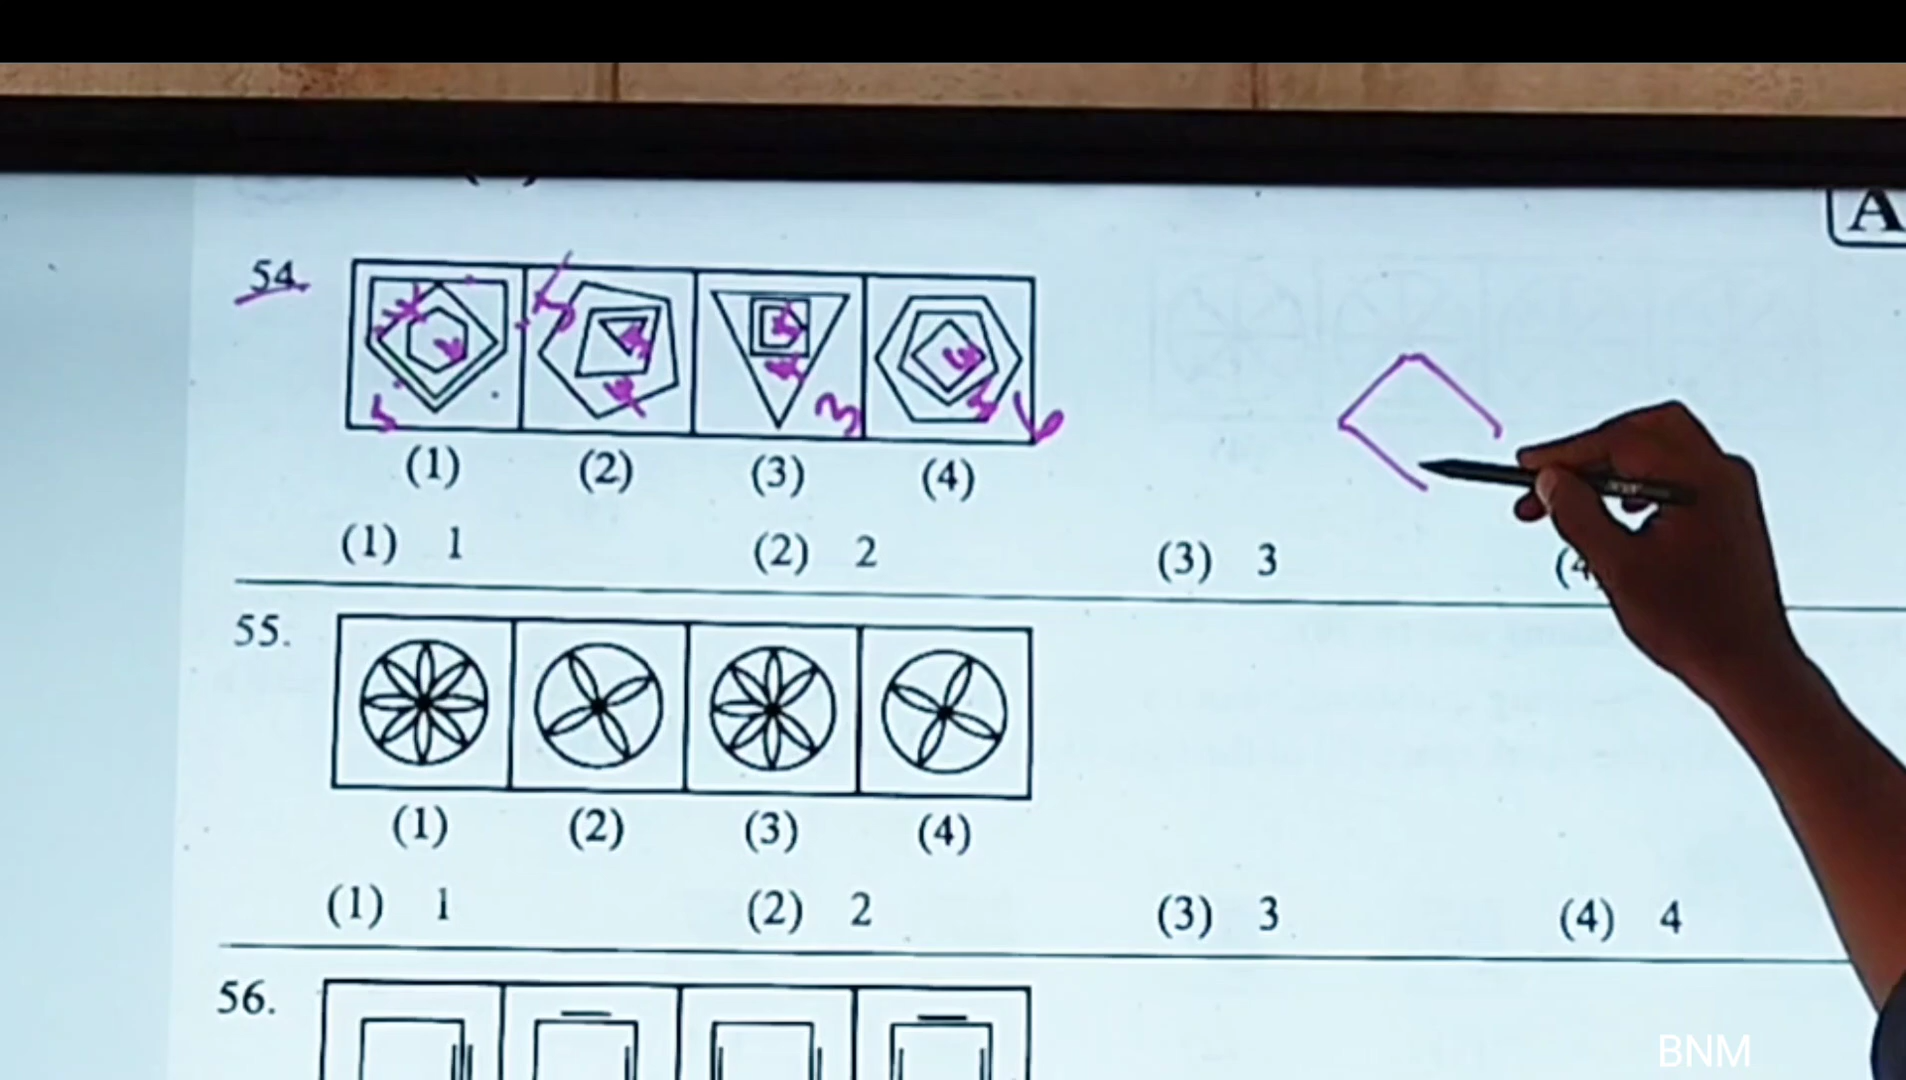 A
54.
(1) (2) (3) (4)
(1) 1 (2) 2 (3) 3 (4
55.
(1) (2) (3) (4)
(1) 1 (2) 2 (3) 3 (4) 4
56.
BNM